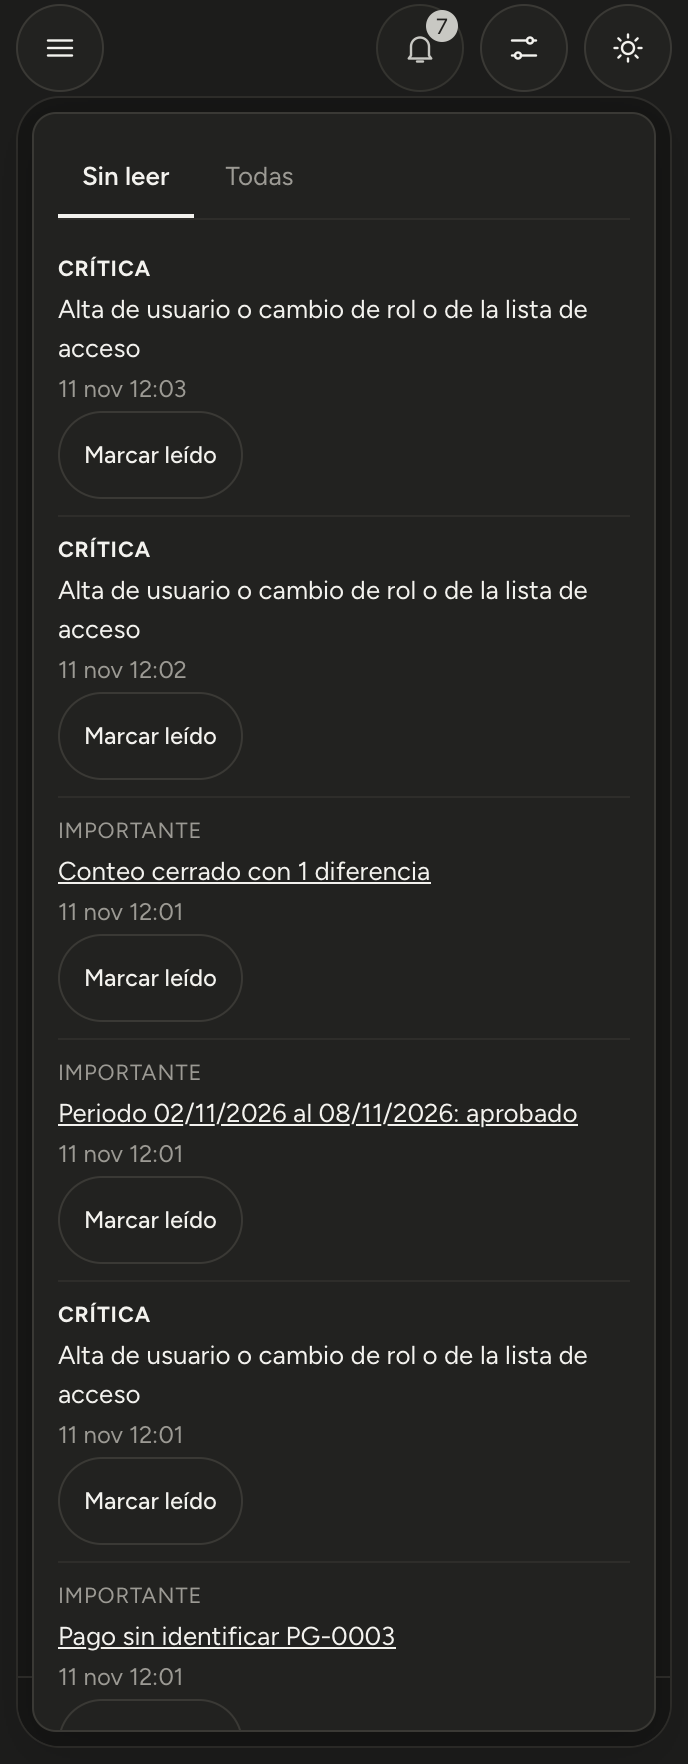 7
Sin leer
Todas
CRÍTICA
Alta de usuario o cambio de rol o de la lista de
acceso
11 nov 12:03
Marcar leído
CRÍTICA
Alta de usuario o cambio de rol o de la lista de
acceso
11 nov 12:02
Marcar leído
IMPORTANTE
Conteo cerrado con 1 diferencia
11 nov 12:01
Marcar leído
IMPORTANTE
Periodo 02/11/2026 al 08/11/2026: aprobado
11 nov 12:01
Marcar leído
CRÍTICA
Alta de usuario o cambio de rol o de la lista de
acceso
11 nov 12:01
Marcar leído
IMPORTANTE
Pago sin identificar PG-0003
11 nov 12:01